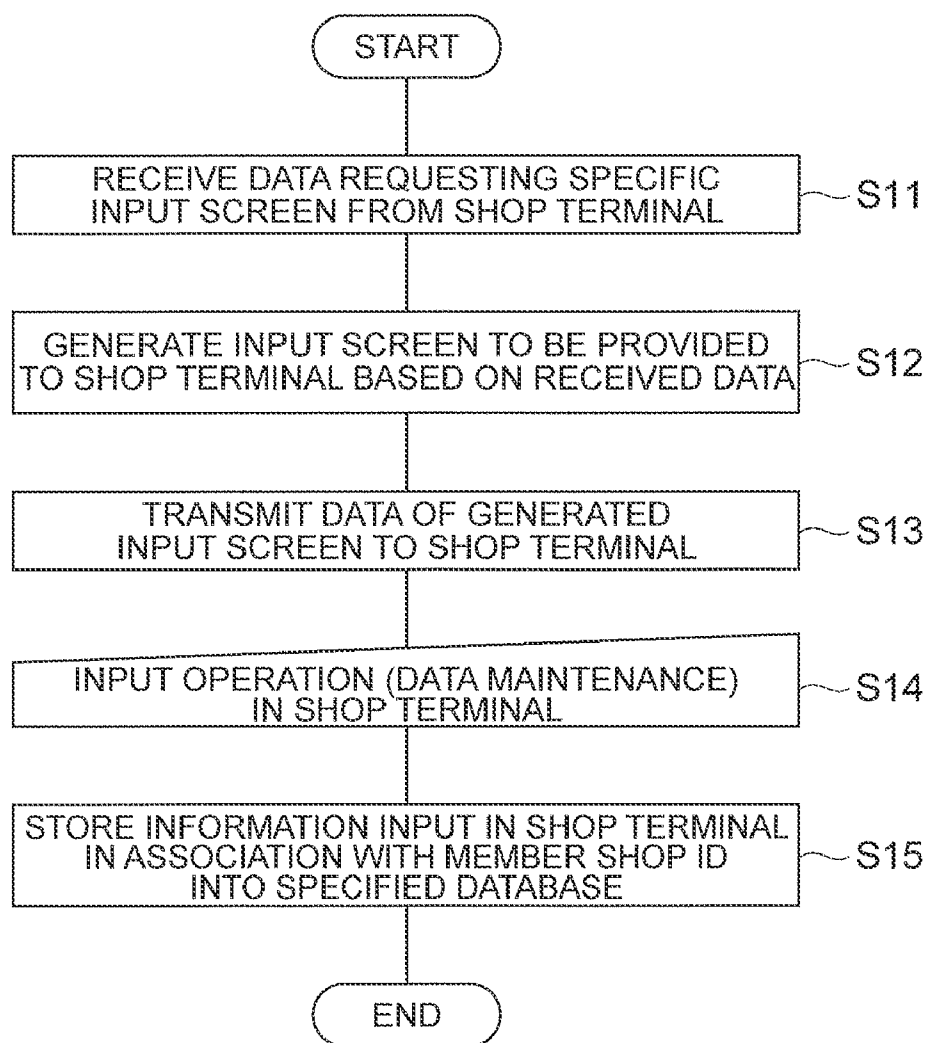 START
RECEIVE DATA REQUESTING SPECIFIC
INPUT SCREEN FROM SHOP TERMINAL
S11
GENERATE INPUT SCREEN TO BE PROVIDED
TO SHOP TERMINAL BASED ON RECEIVED DATA
S12
TRANSMIT DATA OF GENERATED
INPUT SCREEN TO SHOP TERMINAL
S13
INPUT OPERATION (DATA MAINTENANCE)
IN SHOP TERMINAL
S14
STORE INFORMATION INPUT IN SHOP TERMINAL
IN ASSOCIATION WITH MEMBER SHOP ID
INTO SPECIFIED DATABASE
S15
END